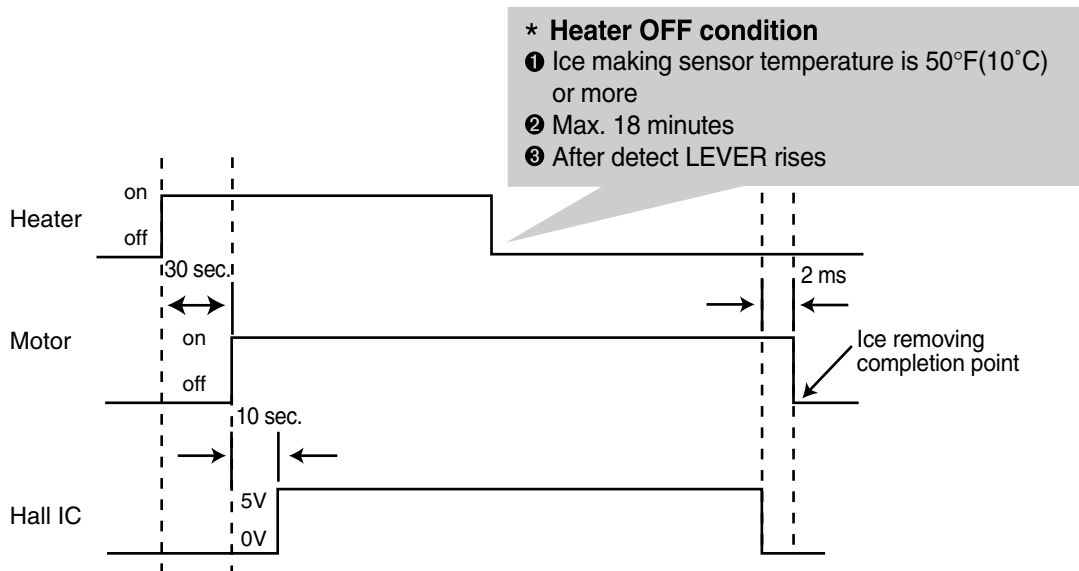 * Heater OFF condition
❶ Ice making sensor temperature is 50°F(10˚C)
or more
❷ Max. 18 minutes
❸ After detect LEVER rises
Heater
on
off
30 sec.
2 ms
Motor
on
off
Ice removing
completion point
10 sec.
Hall IC
5V
0V